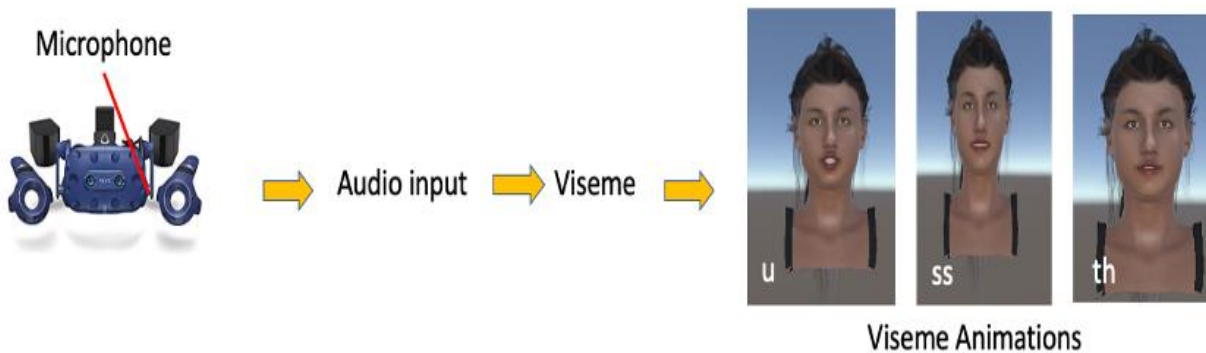 Microphone
Audio input
Viseme
u
ss
th
Viseme Animations